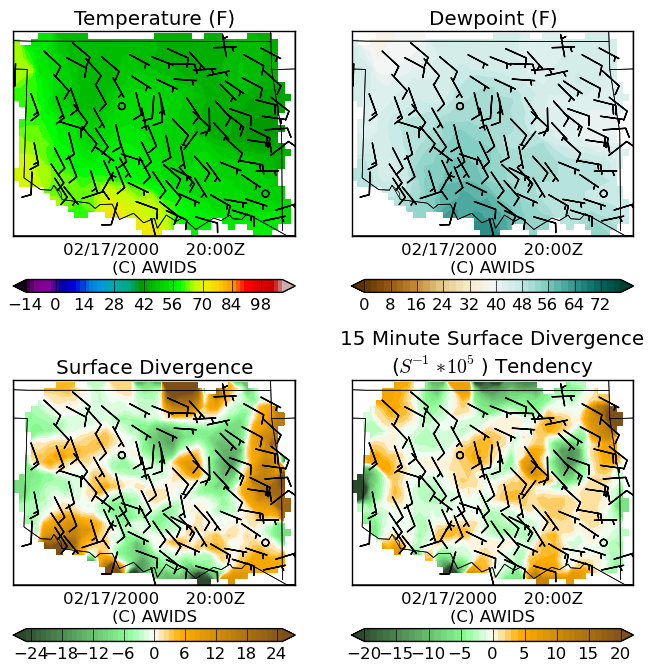 Temperature (F)
Dewpoint (F)
02/17/2000 20:00Z
(C) AWIDS
02/17/2000 20:00Z
(C) AWIDS
−14 0 14 28 42 56 70 84 98
0 8 16 24 32 40 48 56 64 72
Surface Divergence
15 Minute Surface Divergence
(S⁻¹ *10⁵ ) Tendency
02/17/2000 20:00Z
(C) AWIDS
02/17/2000 20:00Z
(C) AWIDS
−24 −18 −12 −6 0 6 12 18 24
−20 −15 −10 −5 0 5 10 15 20